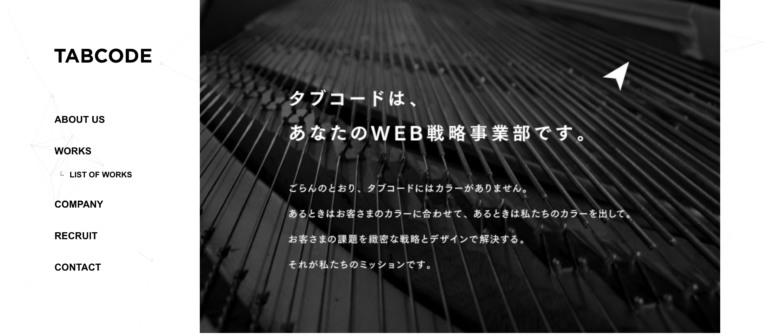 TABCODE
ABOUT US
WORKS
LIST OF WORKS
COMPANY
RECRUIT
CONTACT
タブコードは、
あなたのWEB戦略事業部です。
ごらんのとおり、タブコードにはカラーがありません。
あるときはお客さまのカラーに合わせて、あるときは私たちのカラーを出して。
お客さまの課題を緻密な戦略とデザインで解決する。
それが私たちのミッションです。